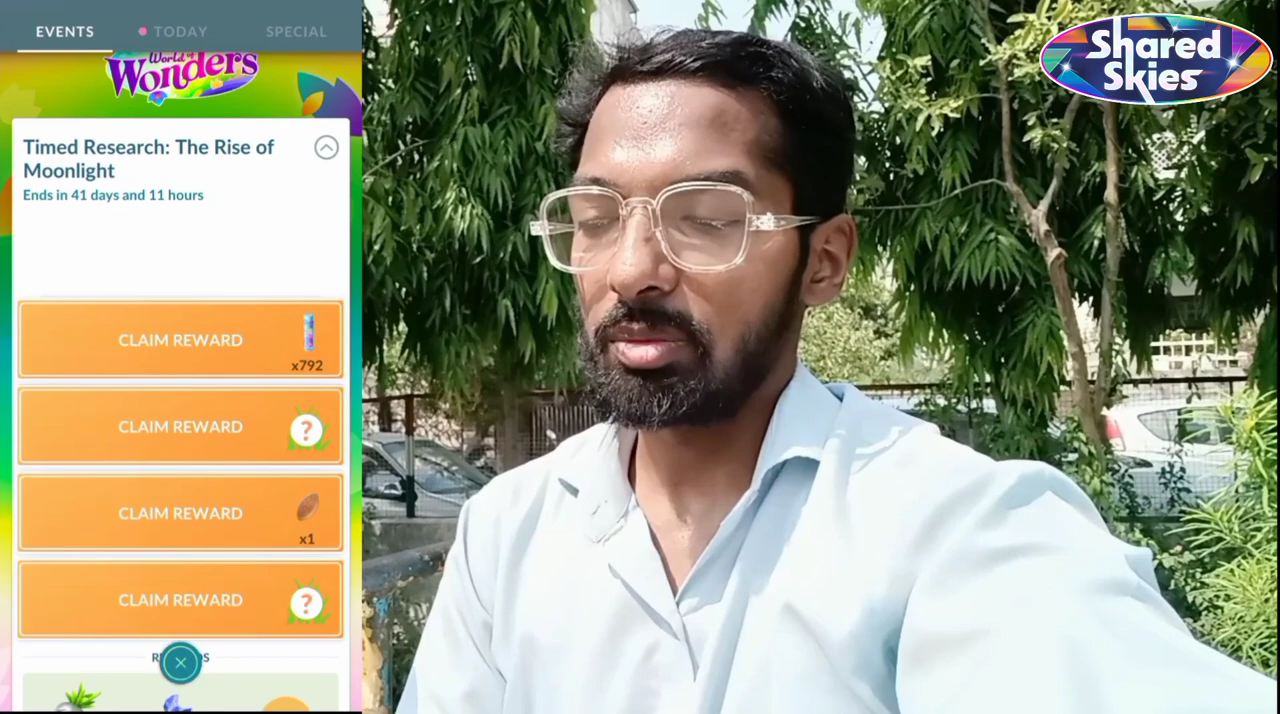 EVENTS
TODAY
SPECIAL
World of
Wonders
Timed Research: The Rise of
Moonlight
Ends in 41 days and 11 hours
CLAIM REWARD
x792
CLAIM REWARD
?
CLAIM REWARD
x1
CLAIM REWARD
?
Shared
Skies